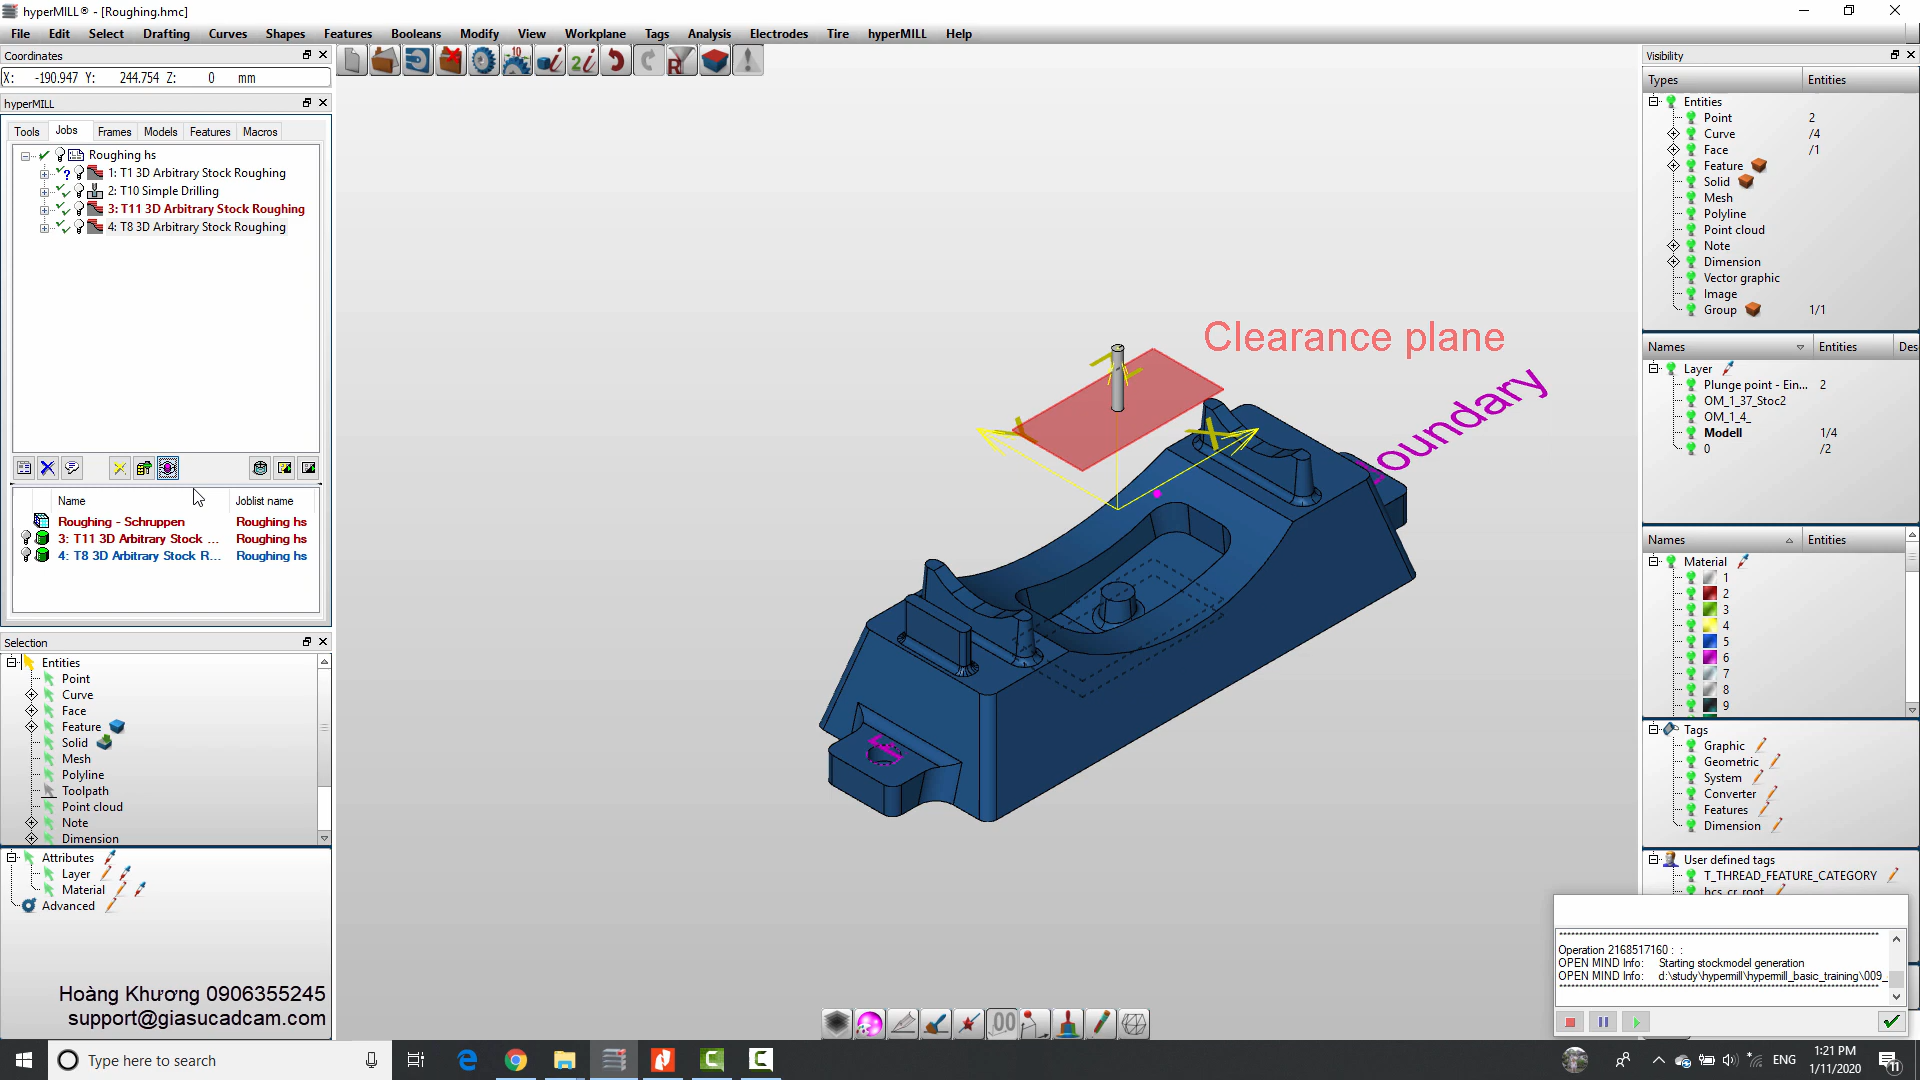 hyperMILL® - [Roughing.hmc]
File Edit Select Drafting Curves Shapes Features Booleans Modify View Workplane Tags Analysis Electrodes Tire hyperMILL Help
Coordinates
X: -190.947 Y: 244.754 Z: 0 mm
hyperMILL
Tools Jobs Frames Models Features Macros
Roughing hs
1: T1 3D Arbitrary Stock Roughing
2: T10 Simple Drilling
3: T11 3D Arbitrary Stock Roughing
4: T8 3D Arbitrary Stock Roughing
Name Joblist name
Roughing - Schruppen Roughing hs
3: T11 3D Arbitrary Stock ... Roughing hs
4: T8 3D Arbitrary Stock R... Roughing hs
Selection
Entities
Point
Curve
Face
Feature
Solid
Mesh
Polyline
Toolpath
Point cloud
Note
Dimension
Attributes
Layer
Material
Advanced
Hoàng Khương 0906355245
support@giasucadcam.com
Clearance plane
oundary
Z
Y
X
Visibility
Types Entities
Entities
Point 2
Curve /4
Face /1
Feature
Solid
Mesh
Polyline
Point cloud
Note
Dimension
Vector graphic
Image
Group 1/1
Names Entities Des
Layer
Plunge point - Ein... 2
OM_1_37_Stoc2
OM_1_4_
Modell 1/4
0 /2
Names Entities
Material
1
2
3
4
5
6
7
8
9
Tags
Graphic
Geometric
System
Converter
Features
Dimension
User defined tags
T_THREAD_FEATURE_CATEGORY
hcs_cr_root
Operation 2168517160 : :
OPEN MIND Info: Starting stockmodel generation
OPEN MIND Info: d:\study\hypermill\hypermill_basic_training\009_
Type here to search
ENG
1:21 PM
1/11/2020
11